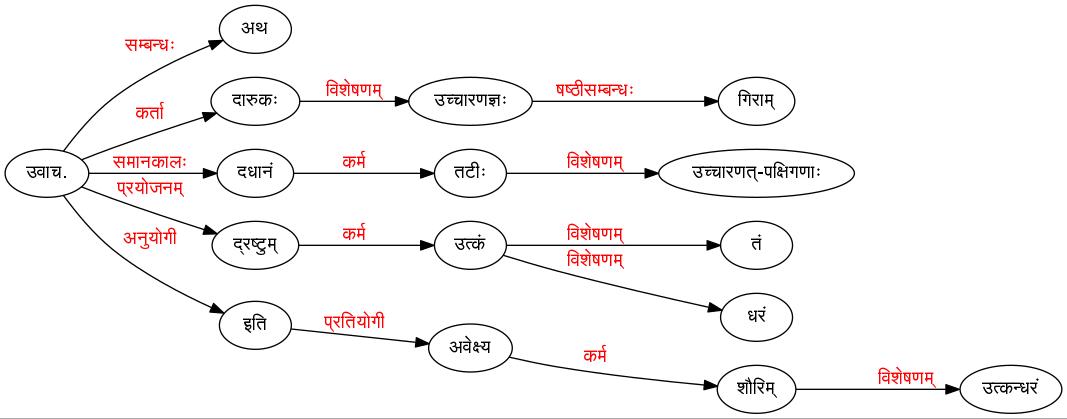 अथ
सम्बन्धः
दारुकः
विशेषणम्
उच्चारणज्ञः
षष्ठीसम्बन्धः
गिराम्
कर्ता
उवाच.
समानकालः
दधानं
कर्म
तटीः
विशेषणम्
उच्चारणत्-पक्षिगणाः
प्रयोजनम्
द्रष्टुम्
कर्म
उत्कं
विशेषणम्
तं
विशेषणम्
धरं
अनुयोगी
इति
प्रतियोगी
अवेक्ष्य
कर्म
शौरिम्
विशेषणम्
उत्कन्धरं